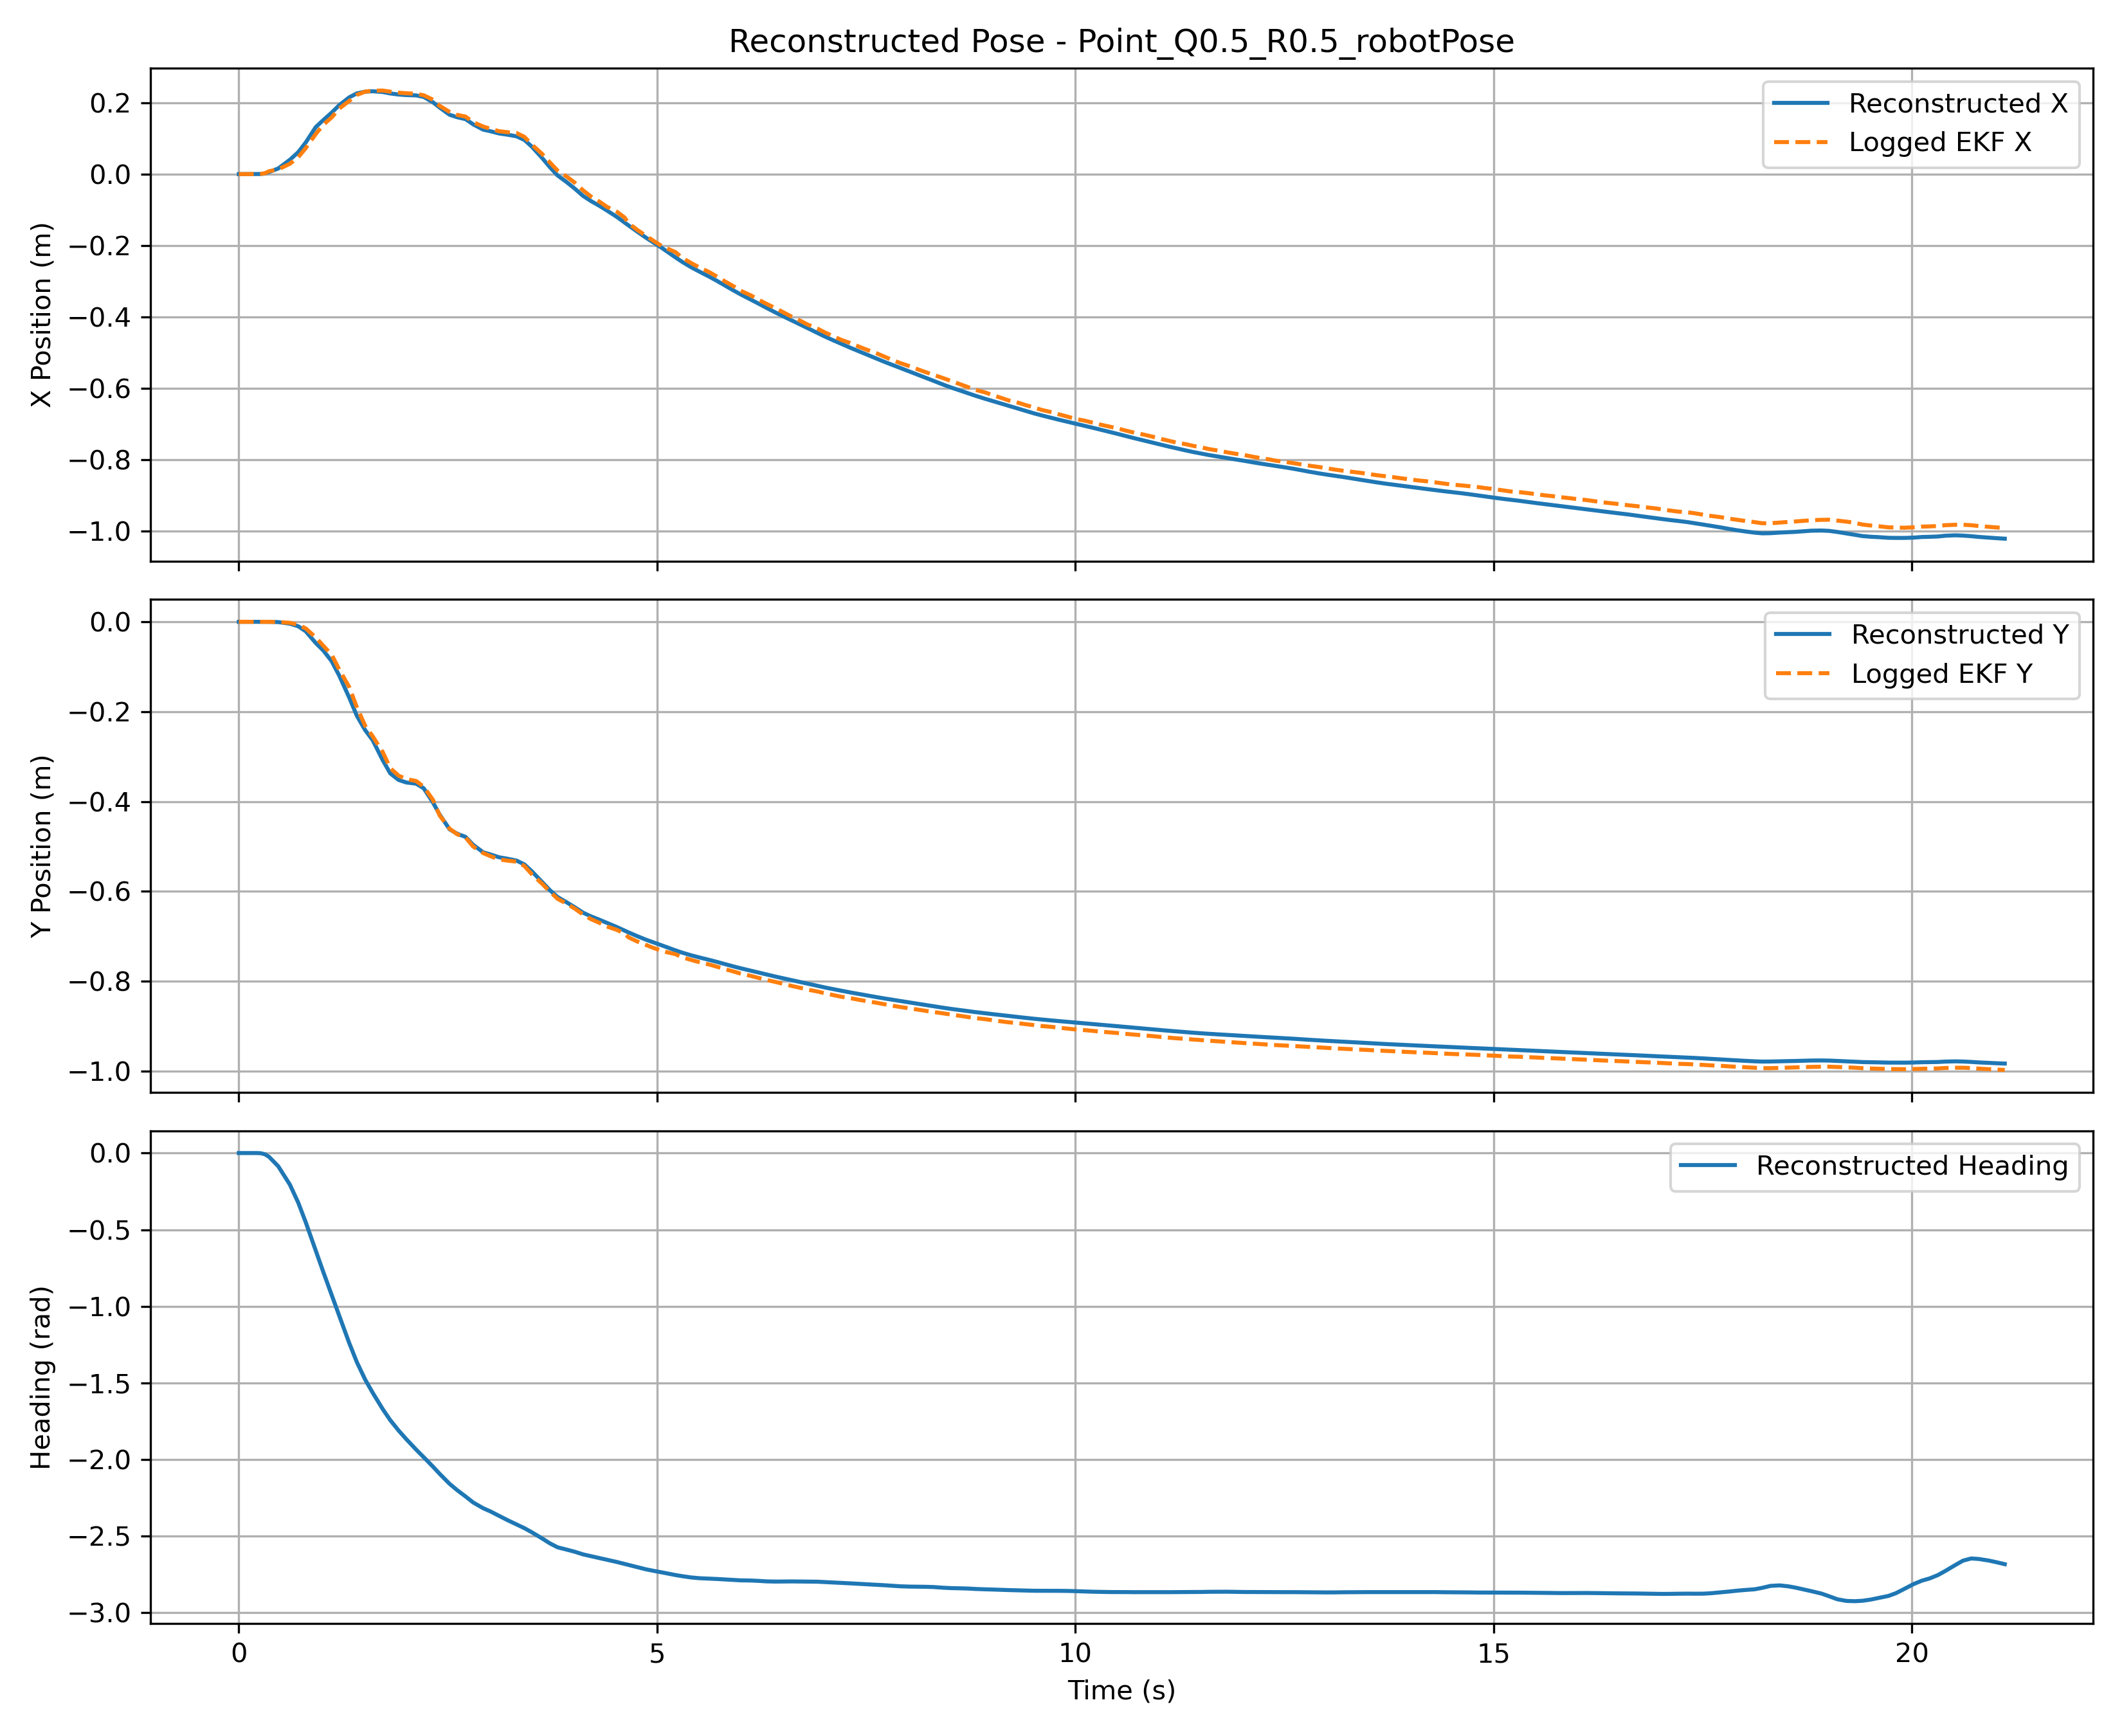 Reconstructed Pose - Point_Q0.5_R0.5_robotPose
X Position (m)
0.2
0.0
−0.2
−0.4
−0.6
−0.8
−1.0
Reconstructed X
Logged EKF X
Y Position (m)
0.0
−0.2
−0.4
−0.6
−0.8
−1.0
Reconstructed Y
Logged EKF Y
Heading (rad)
0.0
−0.5
−1.0
−1.5
−2.0
−2.5
−3.0
Reconstructed Heading
0 5 10 15 20
Time (s)